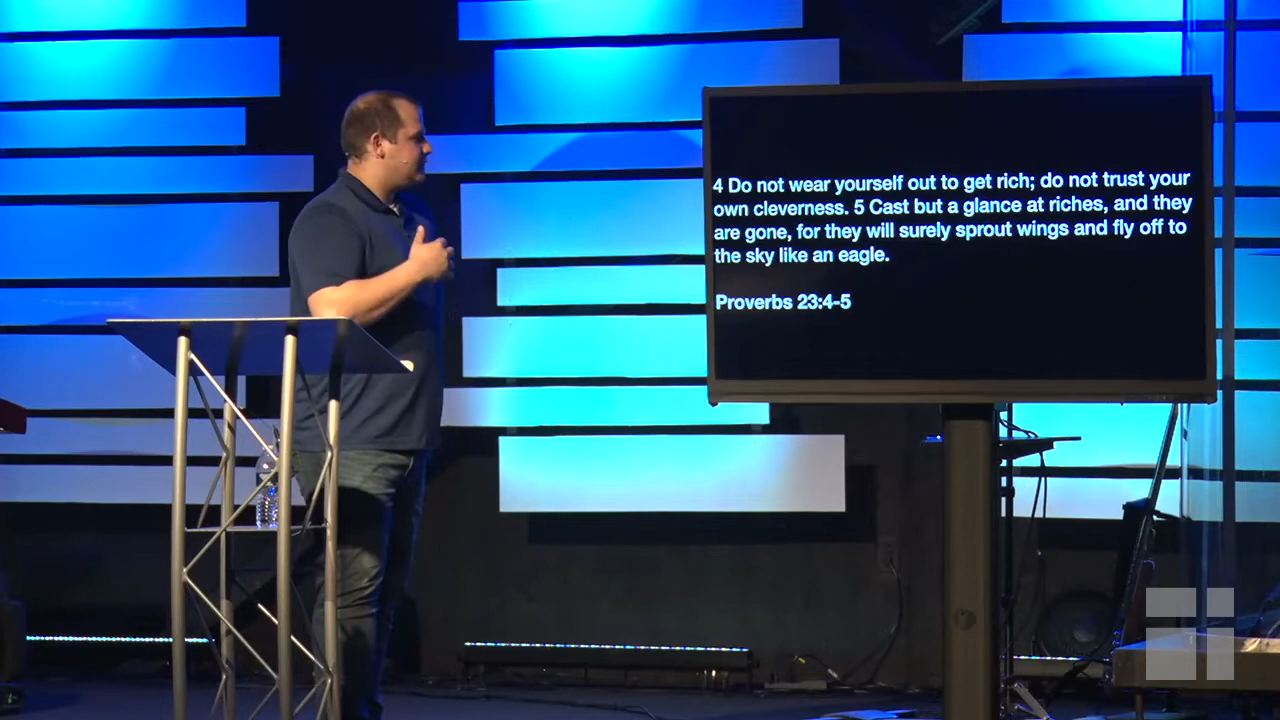 4 Do not wear yourself out to get rich; do not trust your
own cleverness. 5 Cast but a glance at riches, and they
are gone, for they will surely sprout wings and fly off to
the sky like an eagle.
Proverbs 23:4-5